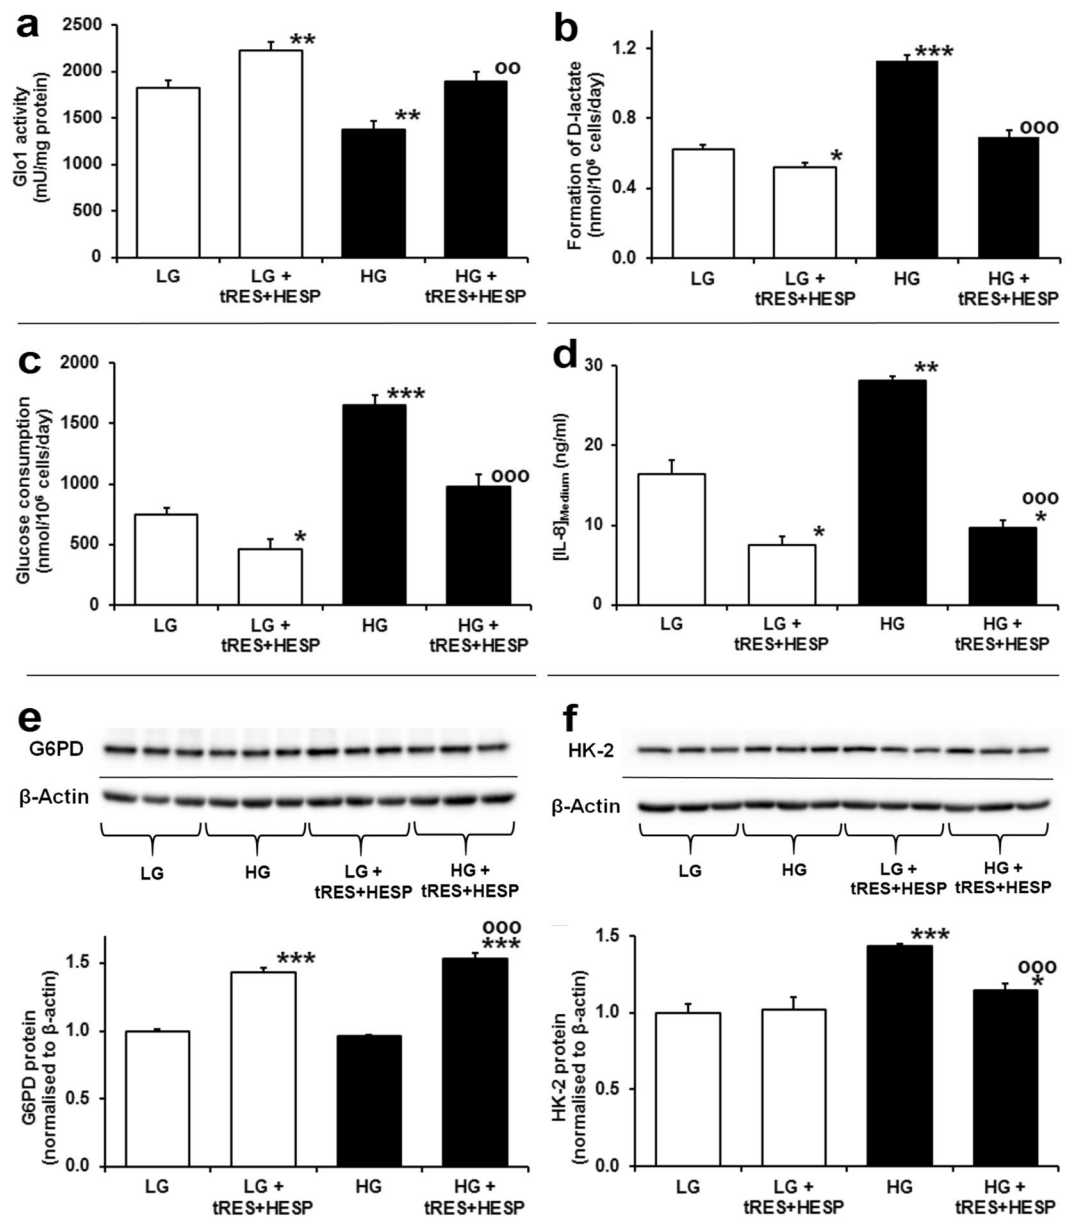 a
Glo1 activity
(mU/mg protein)
2500
2000
1500
1000
500
0
**
**
oo
LG
LG +
tRES+HESP
HG
HG +
tRES+HESP
b
Formation of D-lactate
(nmol/10⁶ cells/day)
1.2
0.8
0.4
0.0
*
***
ooo
LG
LG +
tRES+HESP
HG
HG +
tRES+HESP
c
Glucose consumption
(nmol/10⁶ cells/day)
2000
1500
1000
500
0
*
***
ooo
LG
LG +
tRES+HESP
HG
HG +
tRES+HESP
d
[IL-8]Medium (ng/ml)
30
20
10
0
*
**
ooo
*
LG
LG +
tRES+HESP
HG
HG +
tRES+HESP
e
G6PD
β-Actin
LG
HG
LG +
tRES+HESP
HG +
tRES+HESP
G6PD protein
(normalised to β-actin)
1.5
1.0
0.5
0.0
***
ooo
***
LG
LG +
tRES+HESP
HG
HG +
tRES+HESP
f
HK-2
β-Actin
LG
HG
LG +
tRES+HESP
HG +
tRES+HESP
HK-2 protein
(normalised to β-actin)
1.5
1.0
0.5
0.0
***
ooo
*
LG
LG +
tRES+HESP
HG
HG +
tRES+HESP